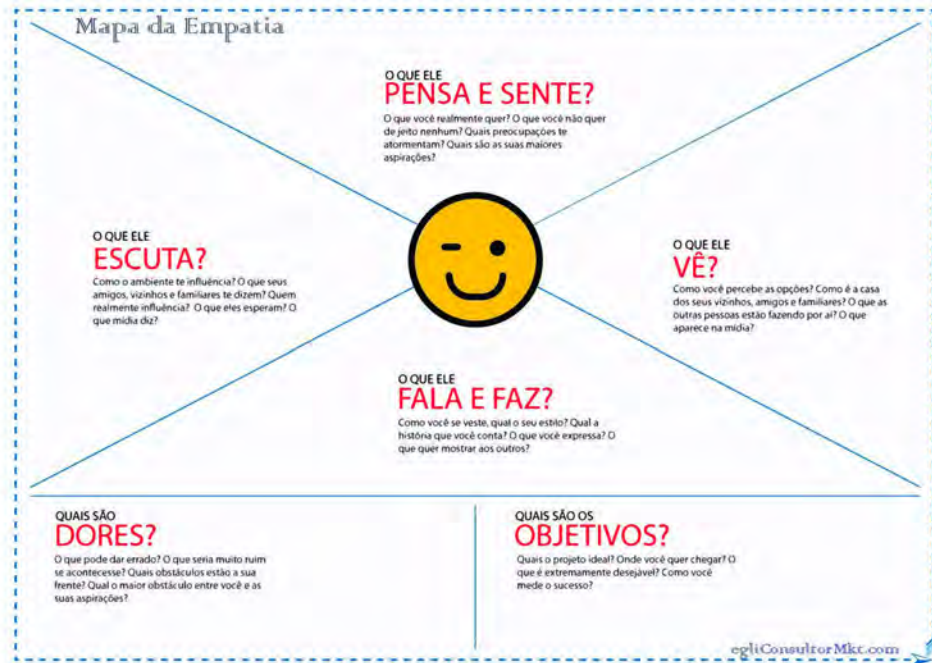 Mapa da Empatia
O QUE ELE
PENSA E SENTE?
O que você realmente quer? O que você não quer
de jeito nenhum? Quais preocupações te
atormentam? Quais são as suas maiores
aspirações?
O QUE ELE
ESCUTA?
Como o ambiente te influência? O que seus
amigos, vizinhos e familiares te dizem? Quem
realmente influência? O que eles esperam? O
que mídia diz?
O QUE ELE
VÊ?
Como você percebe as opções? Como é a casa
dos seus vizinhos, amigos e familiares? O que as
outras pessoas estão fazendo por aí? O que
aparece na mídia?
O QUE ELE
FALA E FAZ?
Como você se veste, qual o seu estilo? Qual a
história que você conta? O que você expressa? O
que quer mostrar aos outros?
QUAIS SÃO
DORES?
O que pode dar errado? O que seria muito ruim
se acontecesse? Quais obstáculos estão a sua
frente? Qual o maior obstáculo entre você e as
suas aspirações?
QUAIS SÃO OS
OBJETIVOS?
Quais o projeto ideal? Onde você quer chegar? O
que é extremamente desejável? Como você
mede o sucesso?
egliConsultorMkt.com